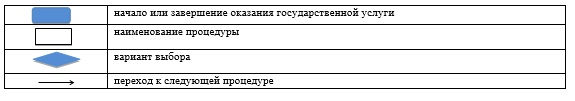 начало или завершение оказания государственной услуги
наименование процедуры
вариант выбора
переход к следующей процедуре